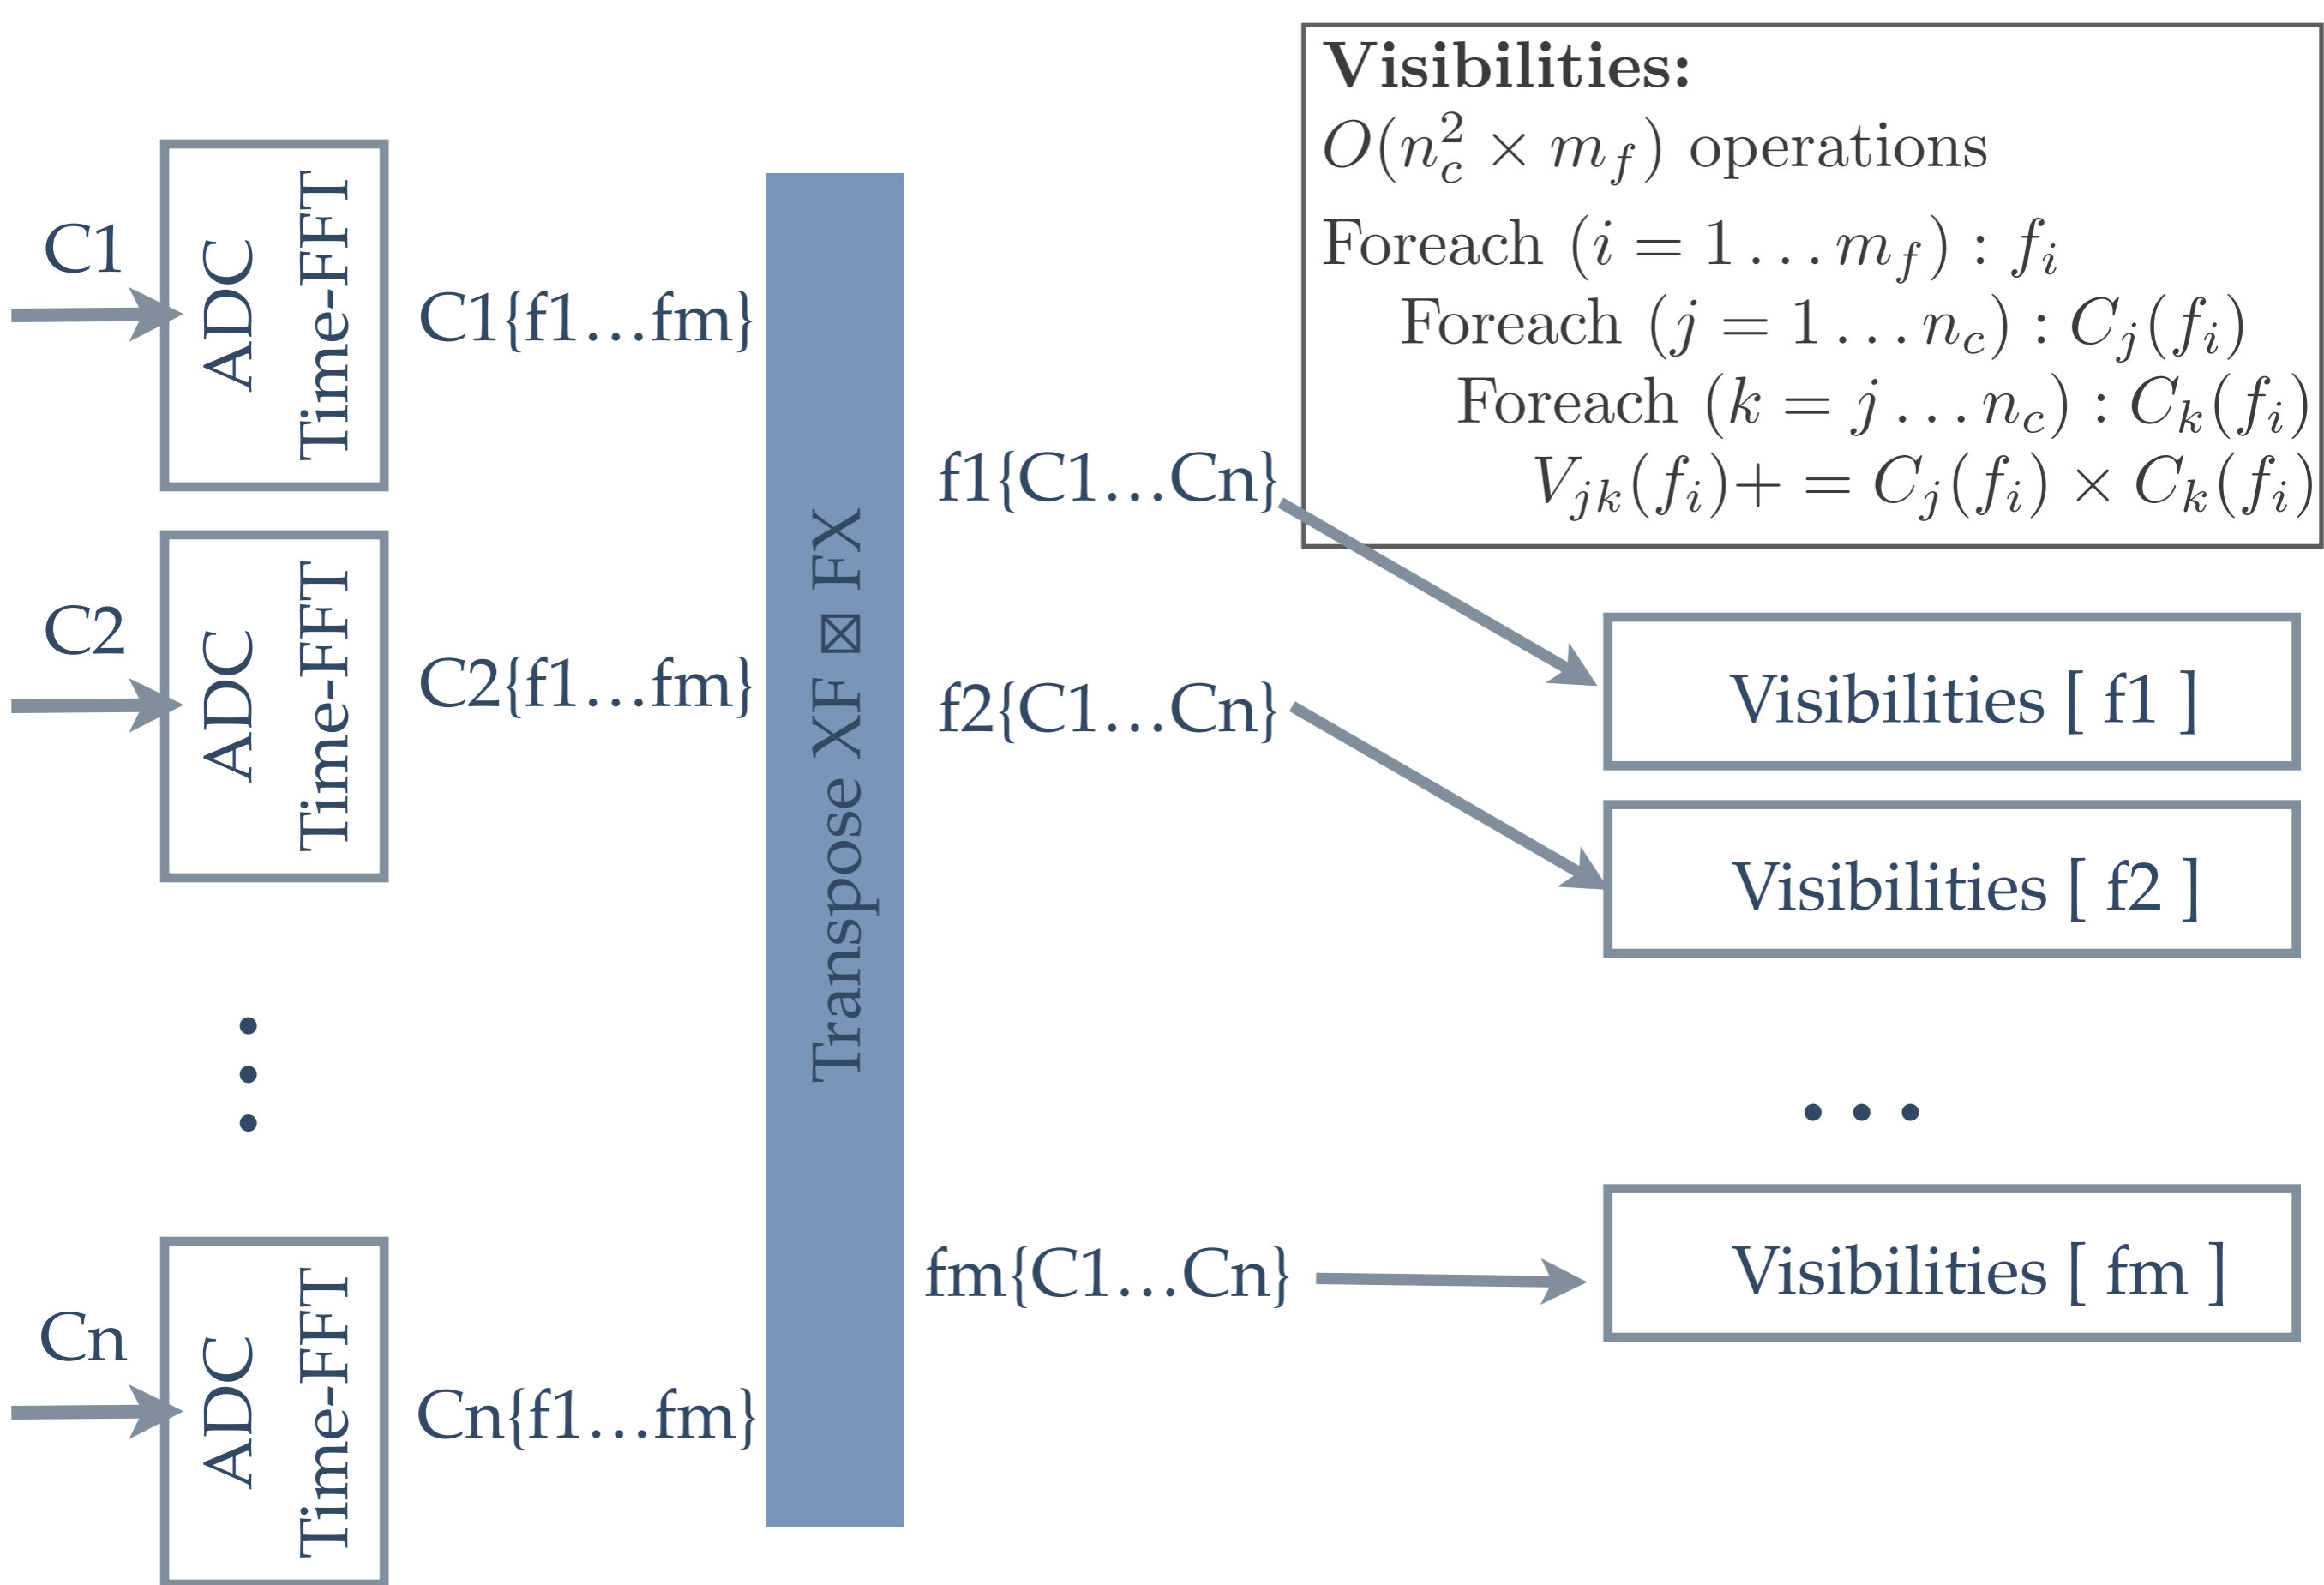 Visibilities:
O(n_c^2 × m_f) operations
Foreach (i = 1 … m_f) : f_i
Foreach (j = 1 … n_c) : C_j(f_i)
Foreach (k = j … n_c) : C_k(f_i)
V_{jk}(f_i)+ = C_j(f_i) × C_k(f_i)
C1
ADC
Time-FFT
C1{f1…fm}
C2
ADC
Time-FFT
C2{f1…fm}
…
Cn
ADC
Time-FFT
Cn{f1…fm}
Transpose XF ⊠ FX
f1{C1…Cn}
f2{C1…Cn}
fm{C1…Cn}
Visibilities [ f1 ]
Visibilities [ f2 ]
…
Visibilities [ fm ]